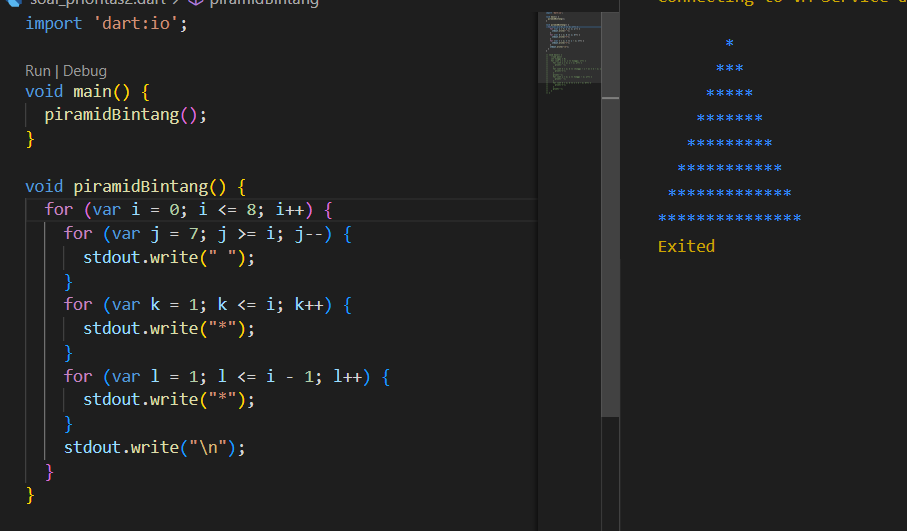 soal_prioritas2.dart > piramidBintang
import 'dart:io';
Run | Debug
void main() {
  piramidBintang();
}
void piramidBintang() {
  for (var i = 0; i <= 8; i++) {
    for (var j = 7; j >= i; j--) {
      stdout.write(" ");
    }
    for (var k = 1; k <= i; k++) {
      stdout.write("*");
    }
    for (var l = 1; l <= i - 1; l++) {
      stdout.write("*");
    }
    stdout.write("\n");
  }
}
Connecting to VM Service
       *
      ***
     *****
    *******
   *********
  ***********
 *************
***************
Exited